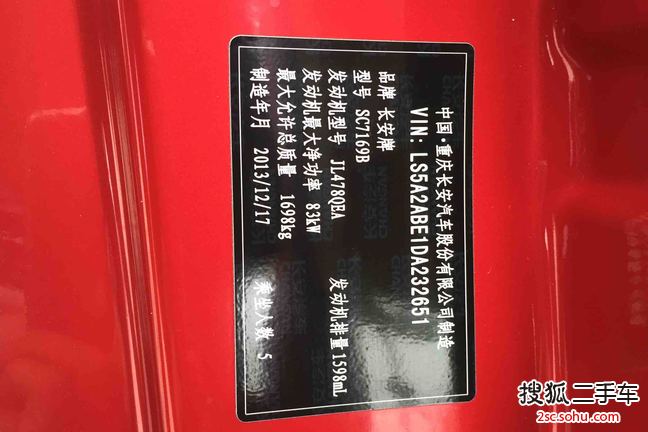 中国·重庆长安汽车股份有限公司制造
VIN: LS5A2ABE1DA232651
品牌 长安牌
型号 SC7169B
发动机型号 JL478QEA 发动机排量 1598mL
发动机最大净功率 83kW
最大允许总质量 1698kg
制造年月 2013/12/17 乘坐人数 5
搜狐二手车
2sc.sohu.com